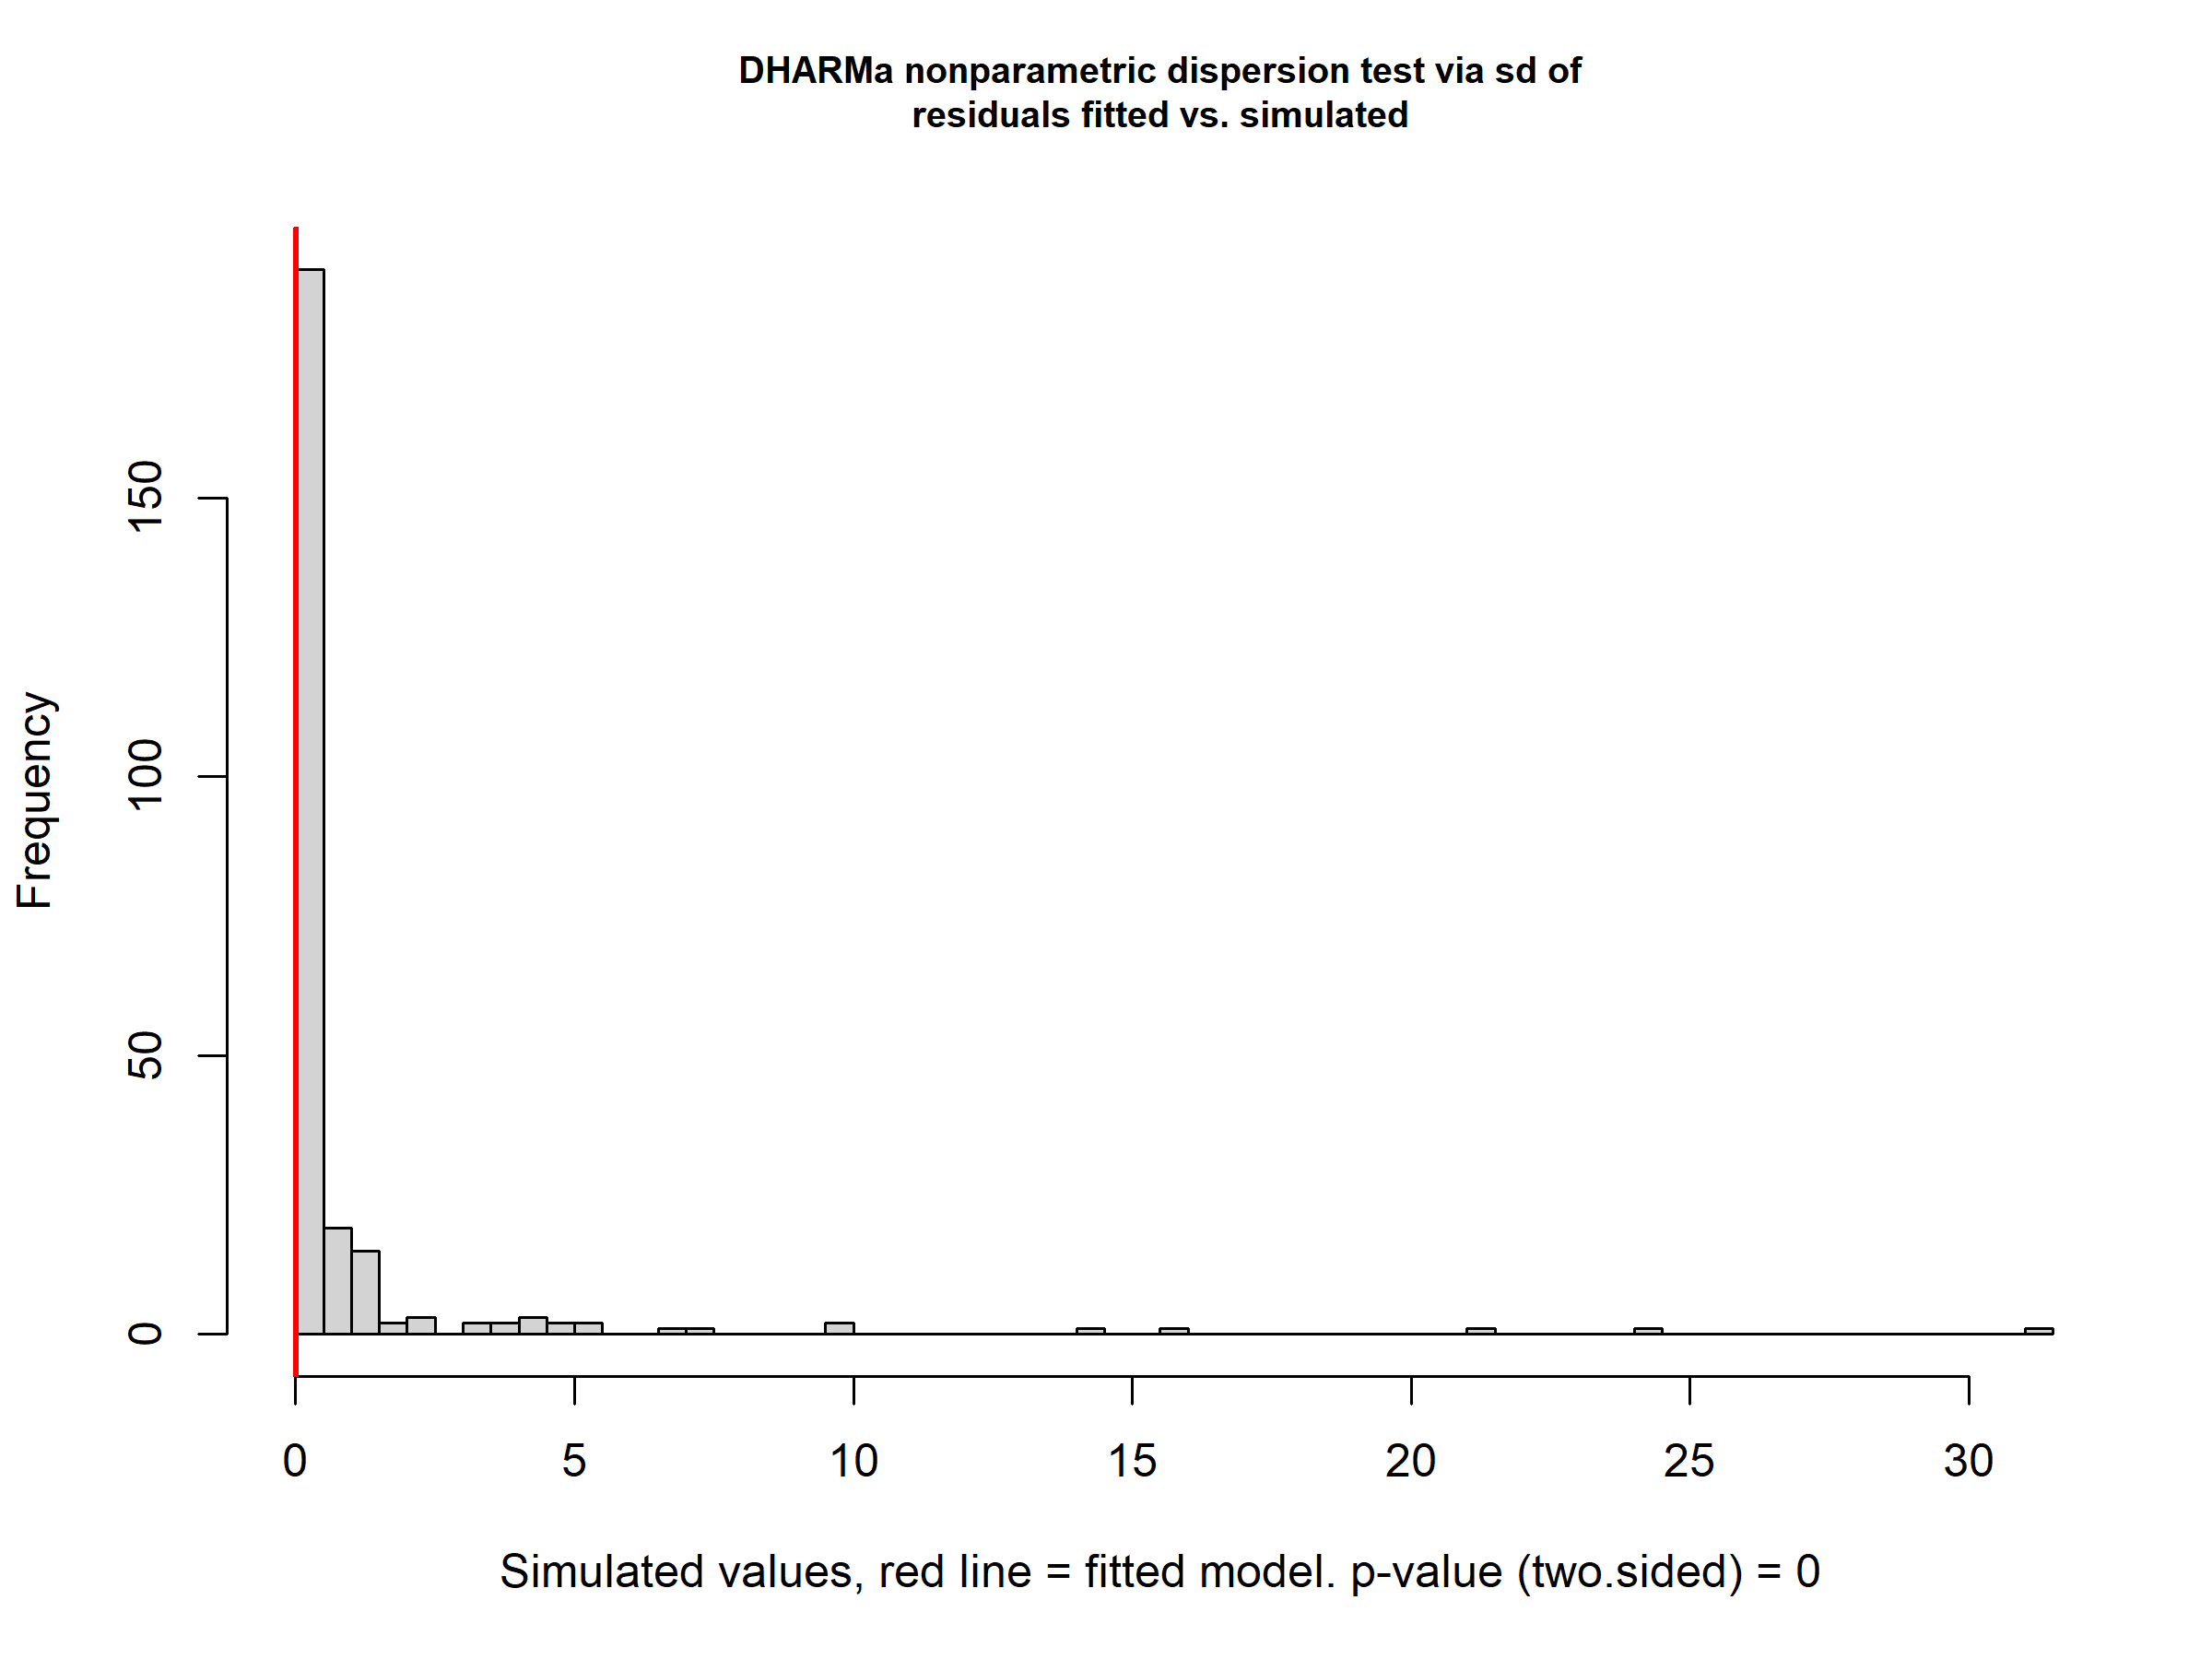 DHARMa nonparametric dispersion test via sd of
residuals fitted vs. simulated
Frequency
150
100
50
0
0 5 10 15 20 25 30
Simulated values, red line = fitted model. p-value (two.sided) = 0